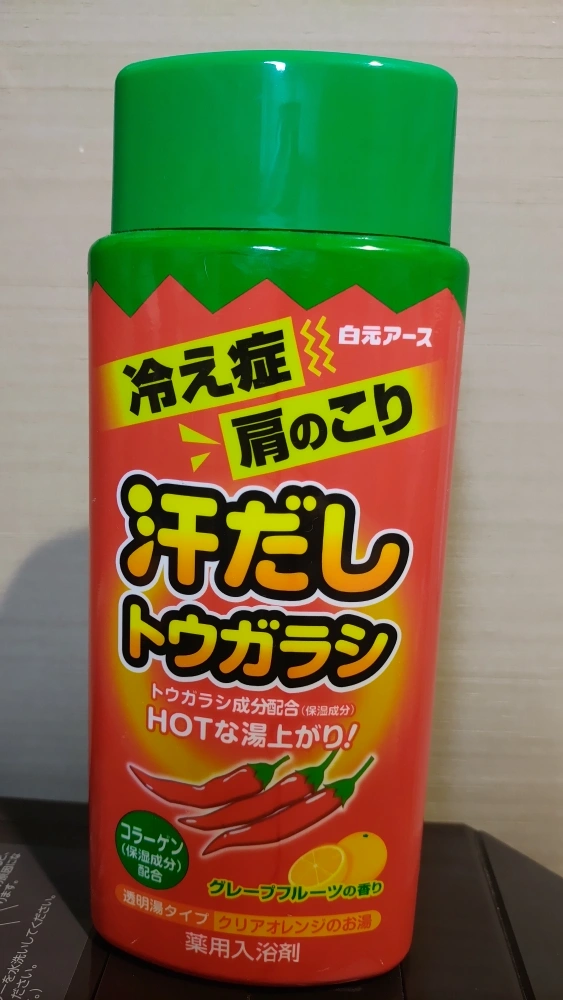 白元アース
冷え症
肩のこり
汗だし
トウガラシ
トウガラシ成分配合(保湿成分)
HOTな湯上がり!
コラーゲン
(保湿成分)
配合
グレープフルーツの香り
透明湯タイプ クリアオレンジのお湯
薬用入浴剤